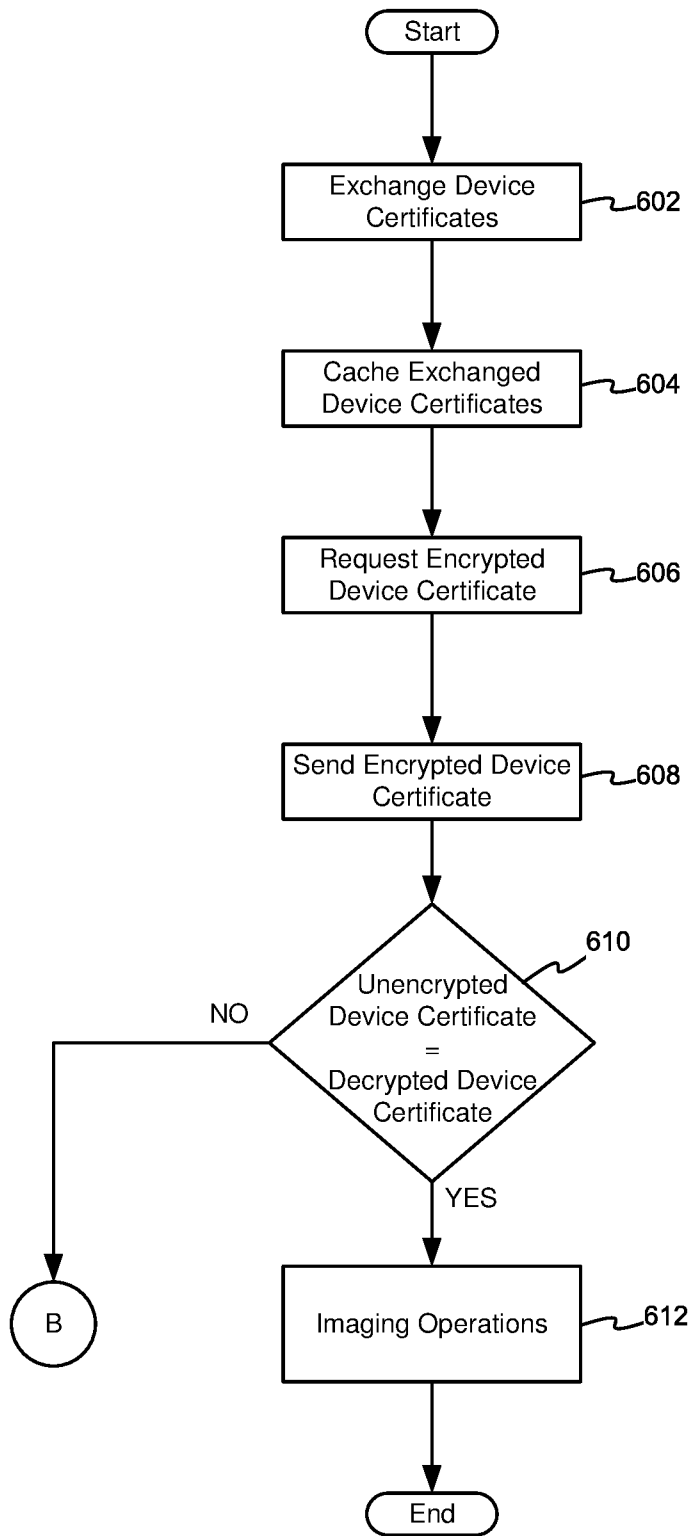 Start
Exchange Device
Certificates
602
Cache Exchanged
Device Certificates
604
Request Encrypted
Device Certificate
606
Send Encrypted Device
Certificate
608
610
Unencrypted
Device Certificate
=
Decrypted Device
Certificate
NO
YES
B
Imaging Operations
612
End